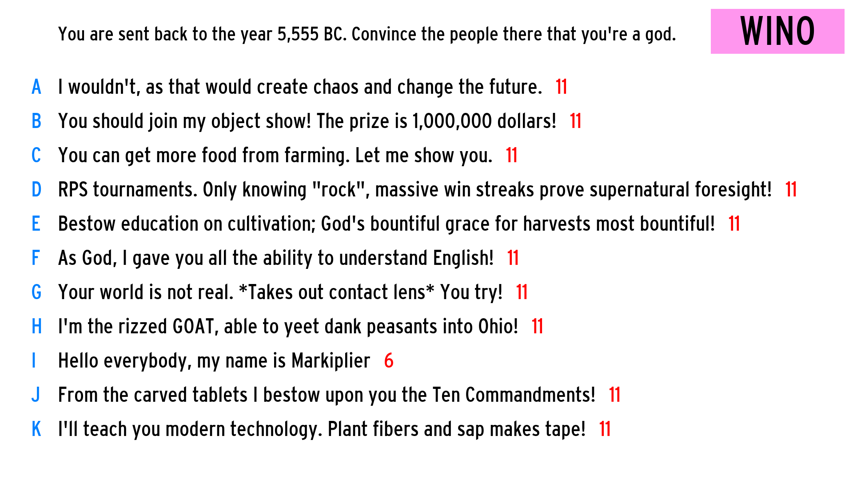 You are sent back to the year 5,555 BC. Convince the people there that you're a god.
WINO
A I wouldn't, as that would create chaos and change the future. 11
B You should join my object show! The prize is 1,000,000 dollars! 11
C You can get more food from farming. Let me show you. 11
D RPS tournaments. Only knowing "rock", massive win streaks prove supernatural foresight! 11
E Bestow education on cultivation; God's bountiful grace for harvests most bountiful! 11
F As God, I gave you all the ability to understand English! 11
G Your world is not real. *Takes out contact lens* You try! 11
H I'm the rizzed GOAT, able to yeet dank peasants into Ohio! 11
I Hello everybody, my name is Markiplier 6
J From the carved tablets I bestow upon you the Ten Commandments! 11
K I'll teach you modern technology. Plant fibers and sap makes tape! 11